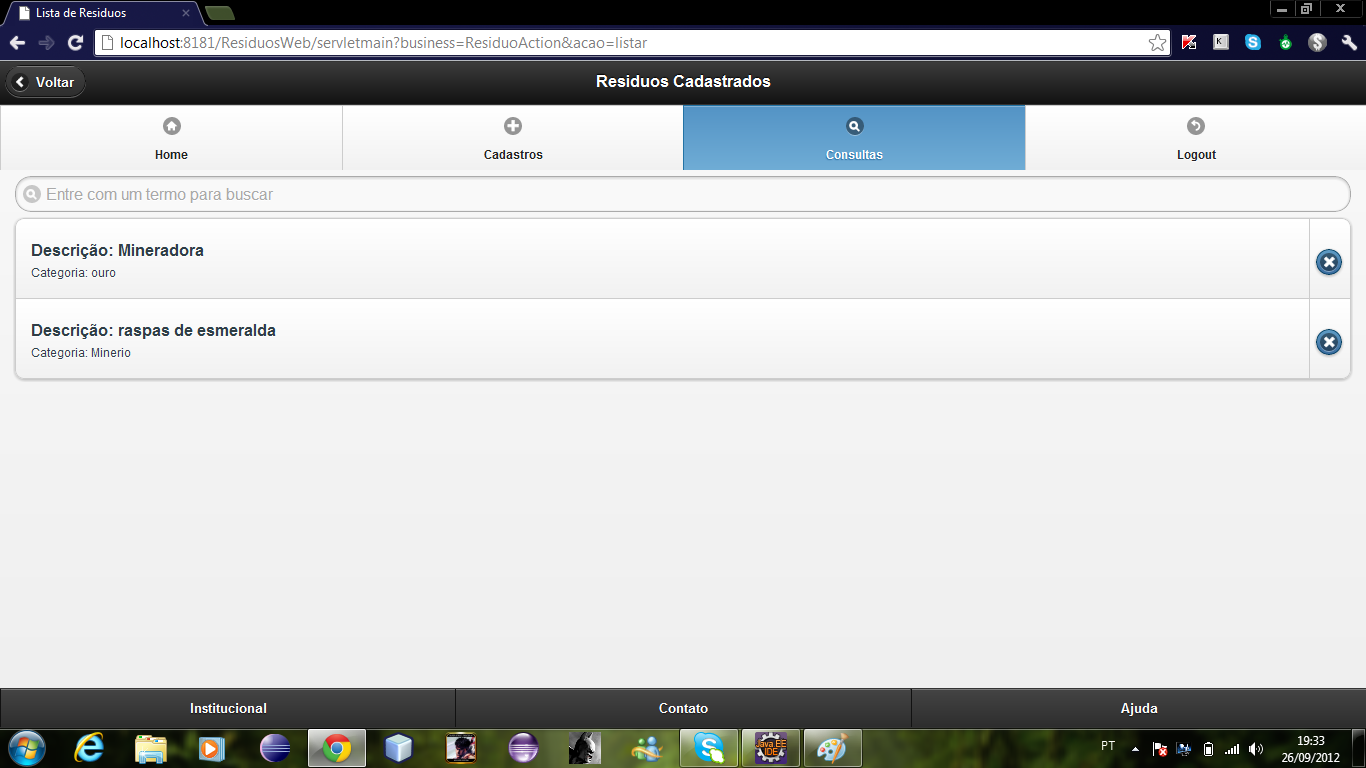 Lista de Residuos
localhost:8181/ResiduosWeb/servletmain?business=ResiduoAction&acao=listar
Voltar
Residuos Cadastrados
Home
Cadastros
Consultas
Logout
Entre com um termo para buscar
Descrição: Mineradora
Categoria: ouro
Descrição: raspas de esmeralda
Categoria: Minerio
Institucional
Contato
Ajuda
Java EE
IDE
PT
19:33
26/09/2012